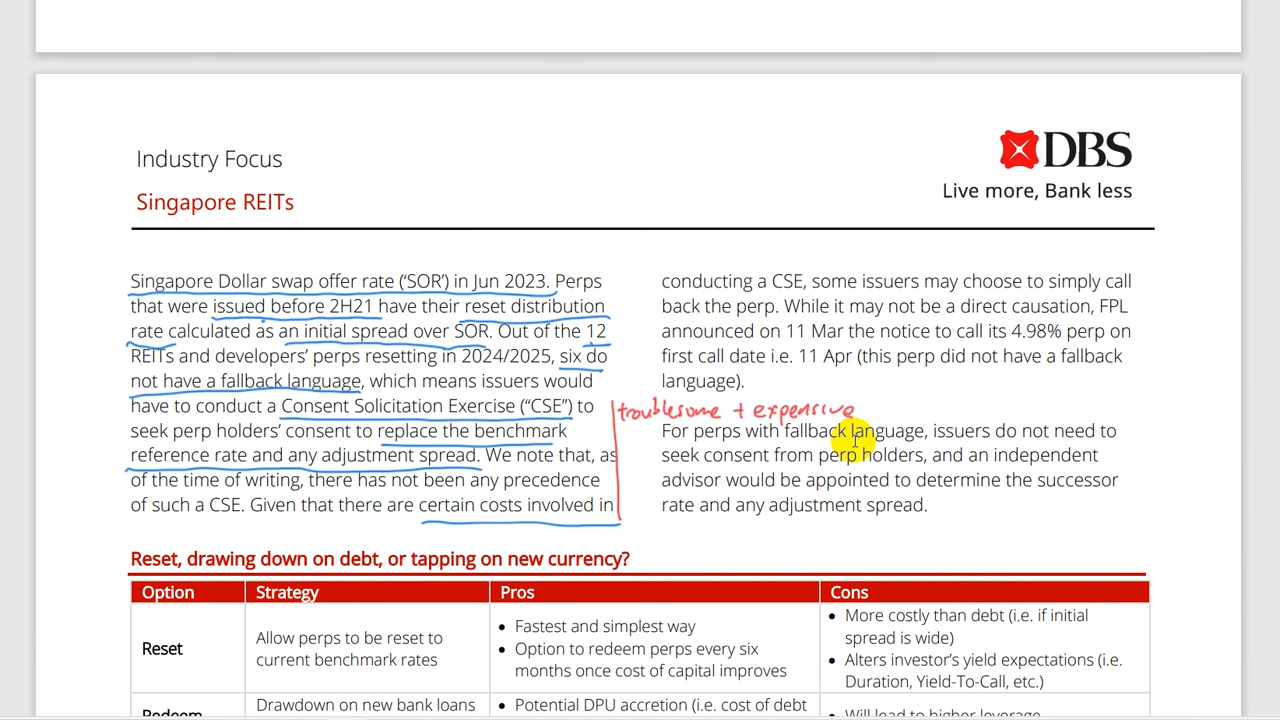 Industry Focus
Singapore REITs
DBS
Live more, Bank less
Singapore Dollar swap offer rate (‘SOR’) in Jun 2023. Perps
that were issued before 2H21 have their reset distribution
rate calculated as an initial spread over SOR. Out of the 12
REITs and developers’ perps resetting in 2024/2025, six do
not have a fallback language, which means issuers would
have to conduct a Consent Solicitation Exercise (“CSE”) to
seek perp holders’ consent to replace the benchmark
reference rate and any adjustment spread. We note that, as
of the time of writing, there has not been any precedence
of such a CSE. Given that there are certain costs involved in
troublesome + expensive
conducting a CSE, some issuers may choose to simply call
back the perp. While it may not be a direct causation, FPL
announced on 11 Mar the notice to call its 4.98% perp on
first call date i.e. 11 Apr (this perp did not have a fallback
language).
For perps with fallback language, issuers do not need to
seek consent from perp holders, and an independent
advisor would be appointed to determine the successor
rate and any adjustment spread.
Reset, drawing down on debt, or tapping on new currency?
Option Strategy Pros Cons
Reset
Allow perps to be reset to
current benchmark rates
• Fastest and simplest way
• Option to redeem perps every six
months once cost of capital improves
• More costly than debt (i.e. if initial
spread is wide)
• Alters investor’s yield expectations (i.e.
Duration, Yield-To-Call, etc.)
Redeem
Drawdown on new bank loans
• Potential DPU accretion (i.e. cost of debt
• Will lead to higher leverage